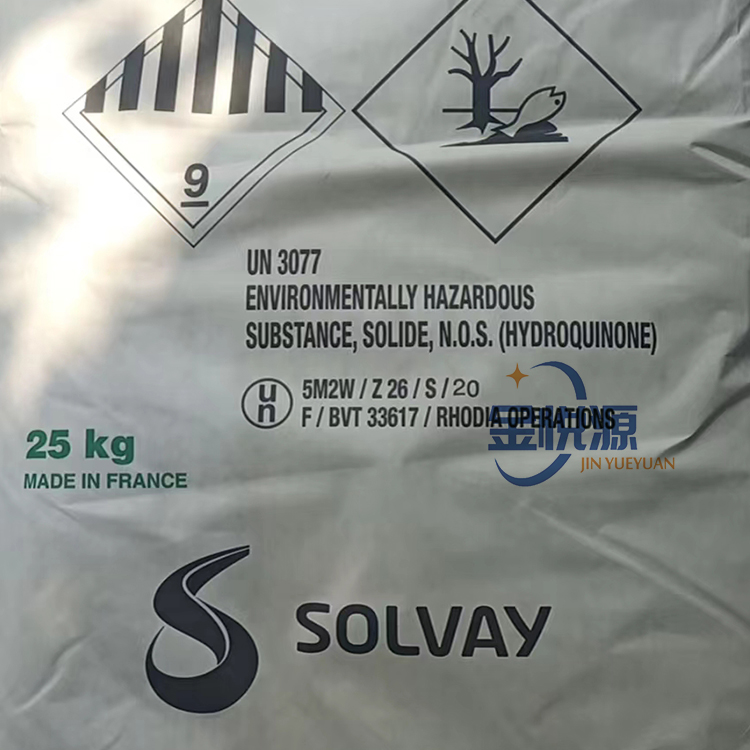 9
UN 3077
ENVIRONMENTALLY HAZARDOUS
SUBSTANCE, SOLIDE, N.O.S. (HYDROQUINONE)
un
5M2W / Z 26 / S / 20
F / BVT 33617 / RHODIA OPERATIONS
金悦源
JIN YUEYUAN
25 kg
MADE IN FRANCE
SOLVAY